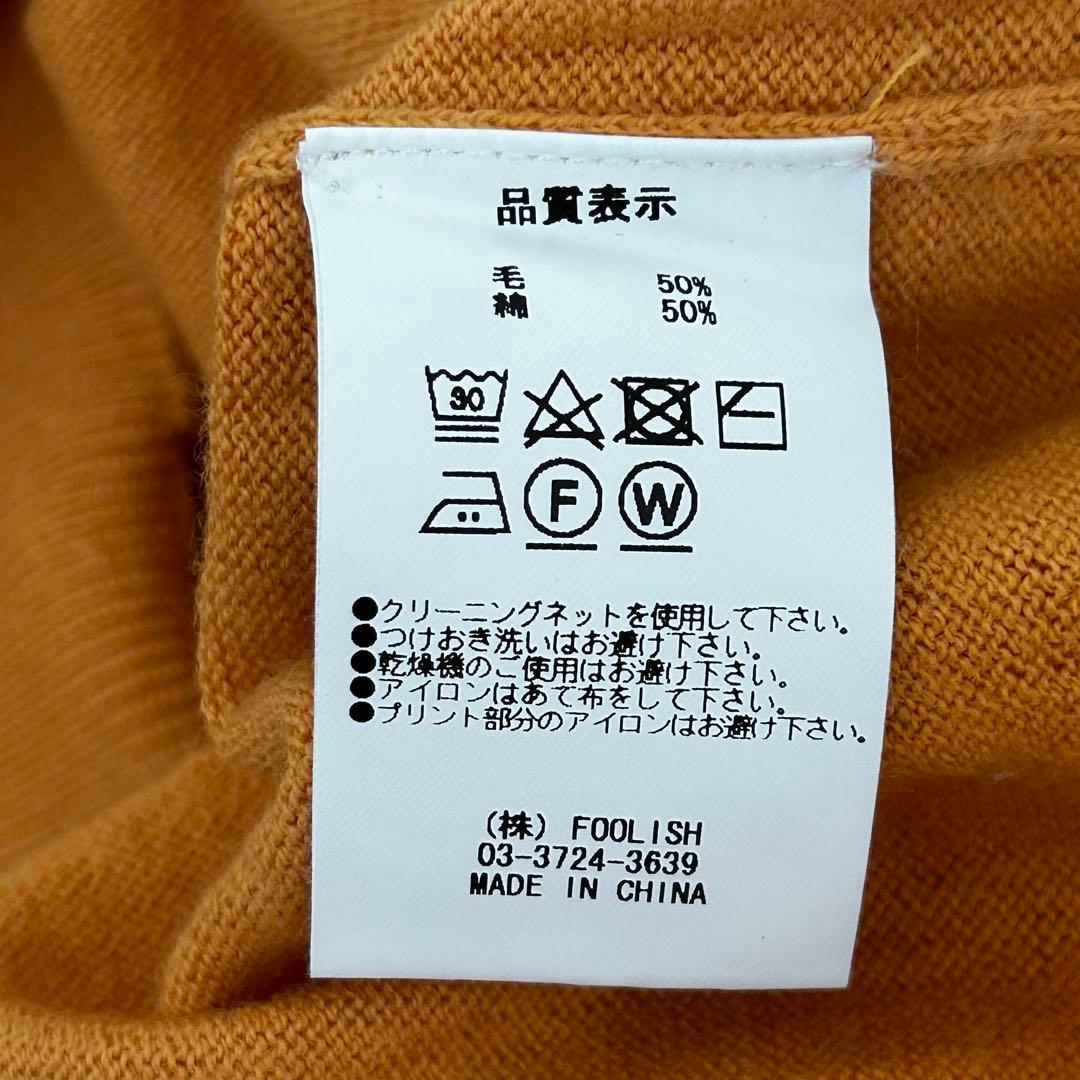 品質表示
毛 50%
綿 50%
30
F W
●クリーニングネットを使用して下さい。
●つけおき洗いはお避け下さい。
●乾燥機のご使用はお避け下さい。
●アイロンはあて布をして下さい。
●プリント部分のアイロンはお避け下さい。
(株) FOOLISH
03-3724-3639
MADE IN CHINA